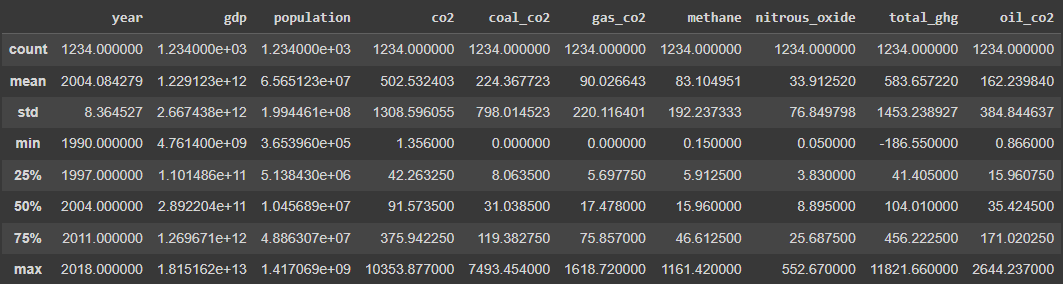 year gdp population co2 coal_co2 gas_co2 methane nitrous_oxide total_ghg oil_co2
count 1234.000000 1.234000e+03 1.234000e+03 1234.000000 1234.000000 1234.000000 1234.000000 1234.000000 1234.000000 1234.000000
mean 2004.084279 1.229123e+12 6.565123e+07 502.532403 224.367723 90.026643 83.104951 33.912520 583.657220 162.239840
std 8.364527 2.667438e+12 1.994461e+08 1308.596055 798.014523 220.116401 192.237333 76.849798 1453.238927 384.844637
min 1990.000000 4.761400e+09 3.653960e+05 1.356000 0.000000 0.000000 0.150000 0.050000 -186.550000 0.866000
25% 1997.000000 1.101486e+11 5.138430e+06 42.263250 8.063500 5.697750 5.912500 3.830000 41.405000 15.960750
50% 2004.000000 2.892204e+11 1.045689e+07 91.573500 31.038500 17.478000 15.960000 8.895000 104.010000 35.424500
75% 2011.000000 1.269671e+12 4.886307e+07 375.942250 119.382750 75.857000 46.612500 25.687500 456.222500 171.020250
max 2018.000000 1.815162e+13 1.417069e+09 10353.877000 7493.454000 1618.720000 1161.420000 552.670000 11821.660000 2644.237000